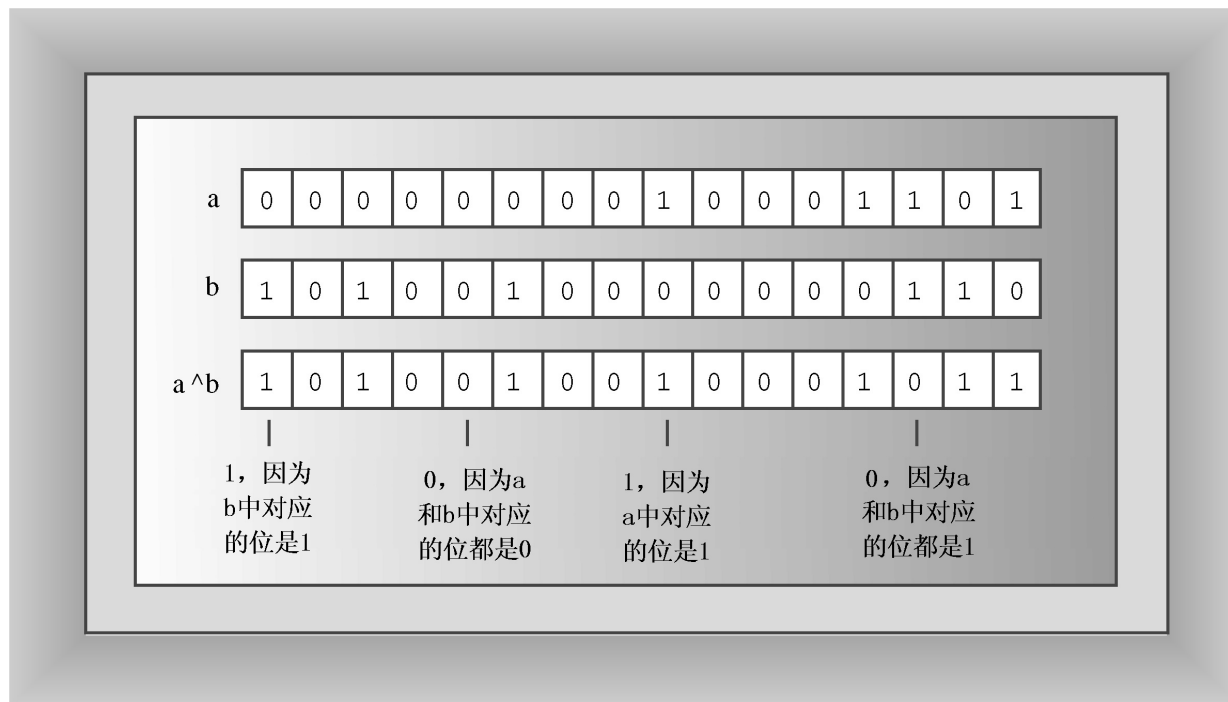 a 0 0 0 0 0 0 0 0 1 0 0 0 1 1 0 1
b 1 0 1 0 0 1 0 0 0 0 0 0 0 1 1 0
a ^b 1 0 1 0 0 1 0 0 1 0 0 0 1 0 1 1
1，因为
b中对应
的位是1
0，因为a
和b中对应
的位都是0
1，因为
a中对应
的位是1
0，因为a
和b中对应
的位都是1